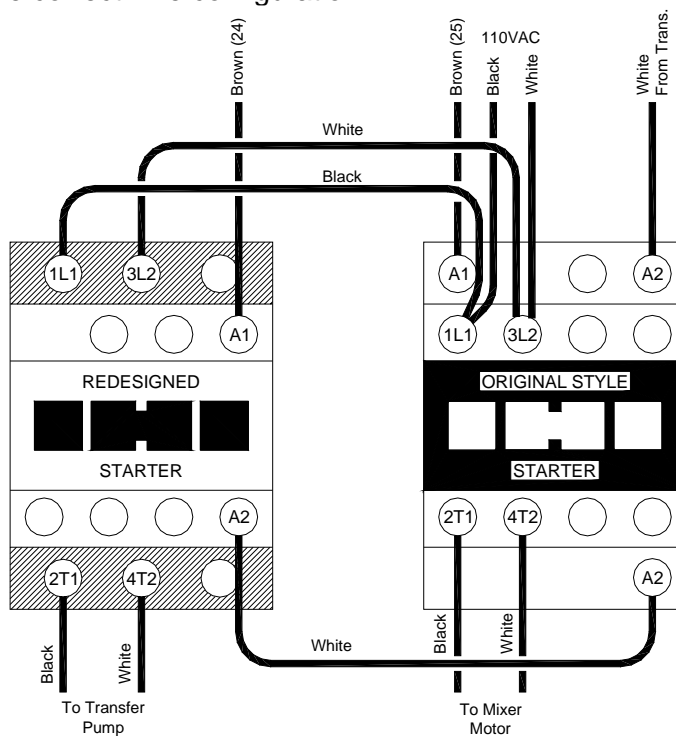 Brown (24)
Brown (25)
110VAC
Black
White
White
From Trans.
White
Black
1L1
3L2
A1
A2
A1
1L1
3L2
REDESIGNED
STARTER
ORIGINAL STYLE
STARTER
A2
2T1
4T2
2T1
4T2
A2
Black
White
White
Black
White
To Transfer
Pump
To Mixer
Motor